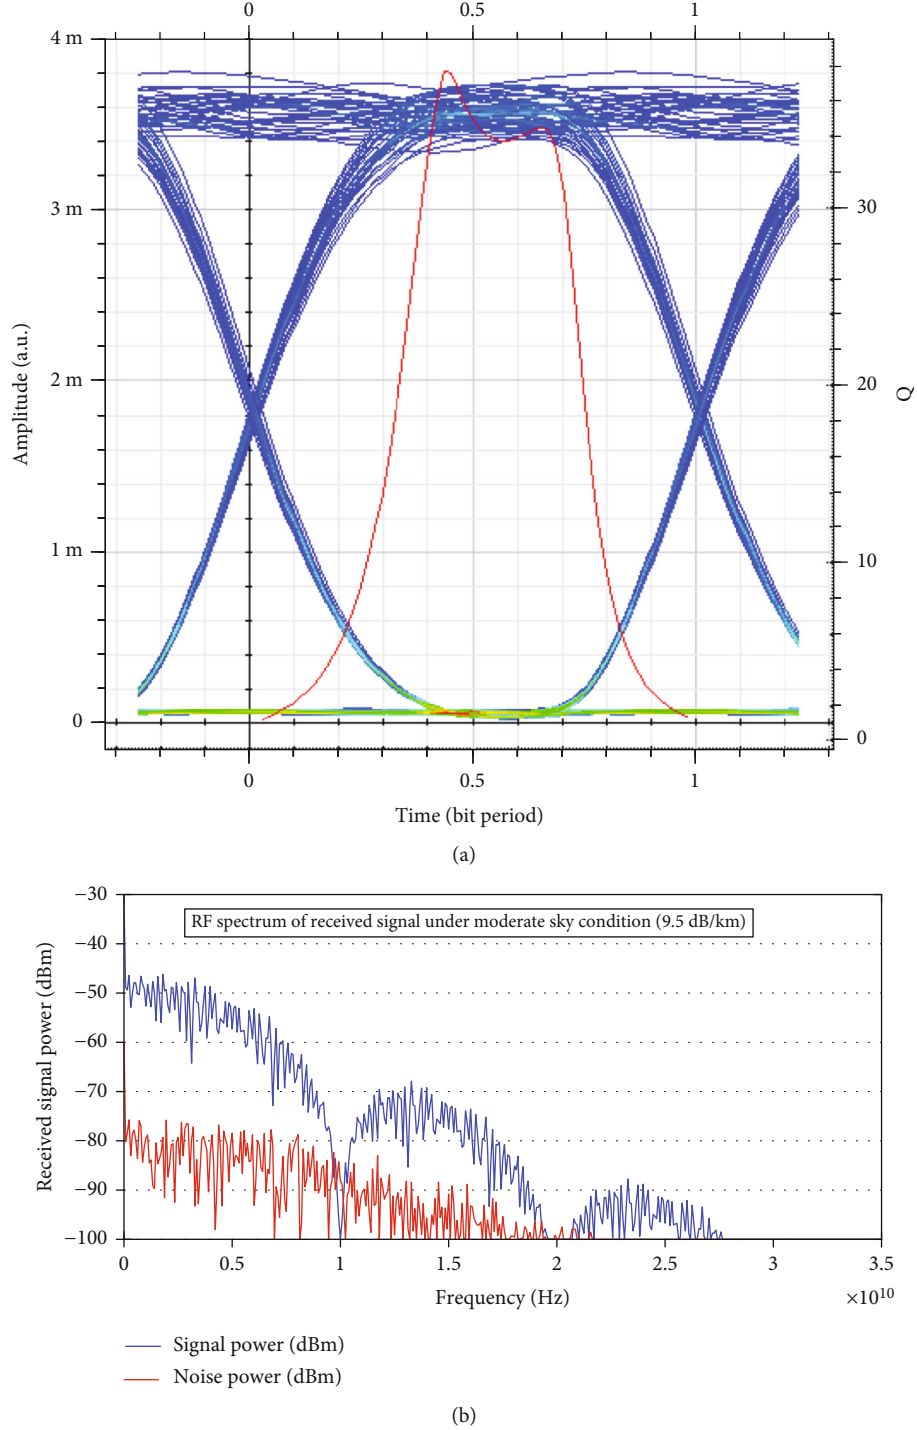 0 0.5 1
4 m
3 m
2 m
1 m
0
30
20
10
0
Amplitude (a.u.)
Q
0 0.5 1
Time (bit period)
(a)
−30
−40
−50
−60
−70
−80
−90
−100
Received signal power (dBm)
RF spectrum of received signal under moderate sky condition (9.5 dB/km)
0 0.5 1 1.5 2 2.5 3 3.5
Frequency (Hz) ×10¹⁰
Signal power (dBm)
Noise power (dBm)
(b)